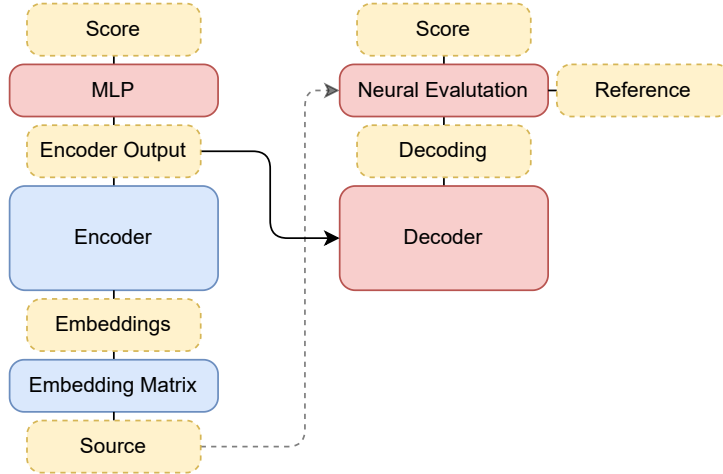 Score
MLP
Encoder Output
Encoder
Embeddings
Embedding Matrix
Source
Score
Neural Evalutation
Reference
Decoding
Decoder